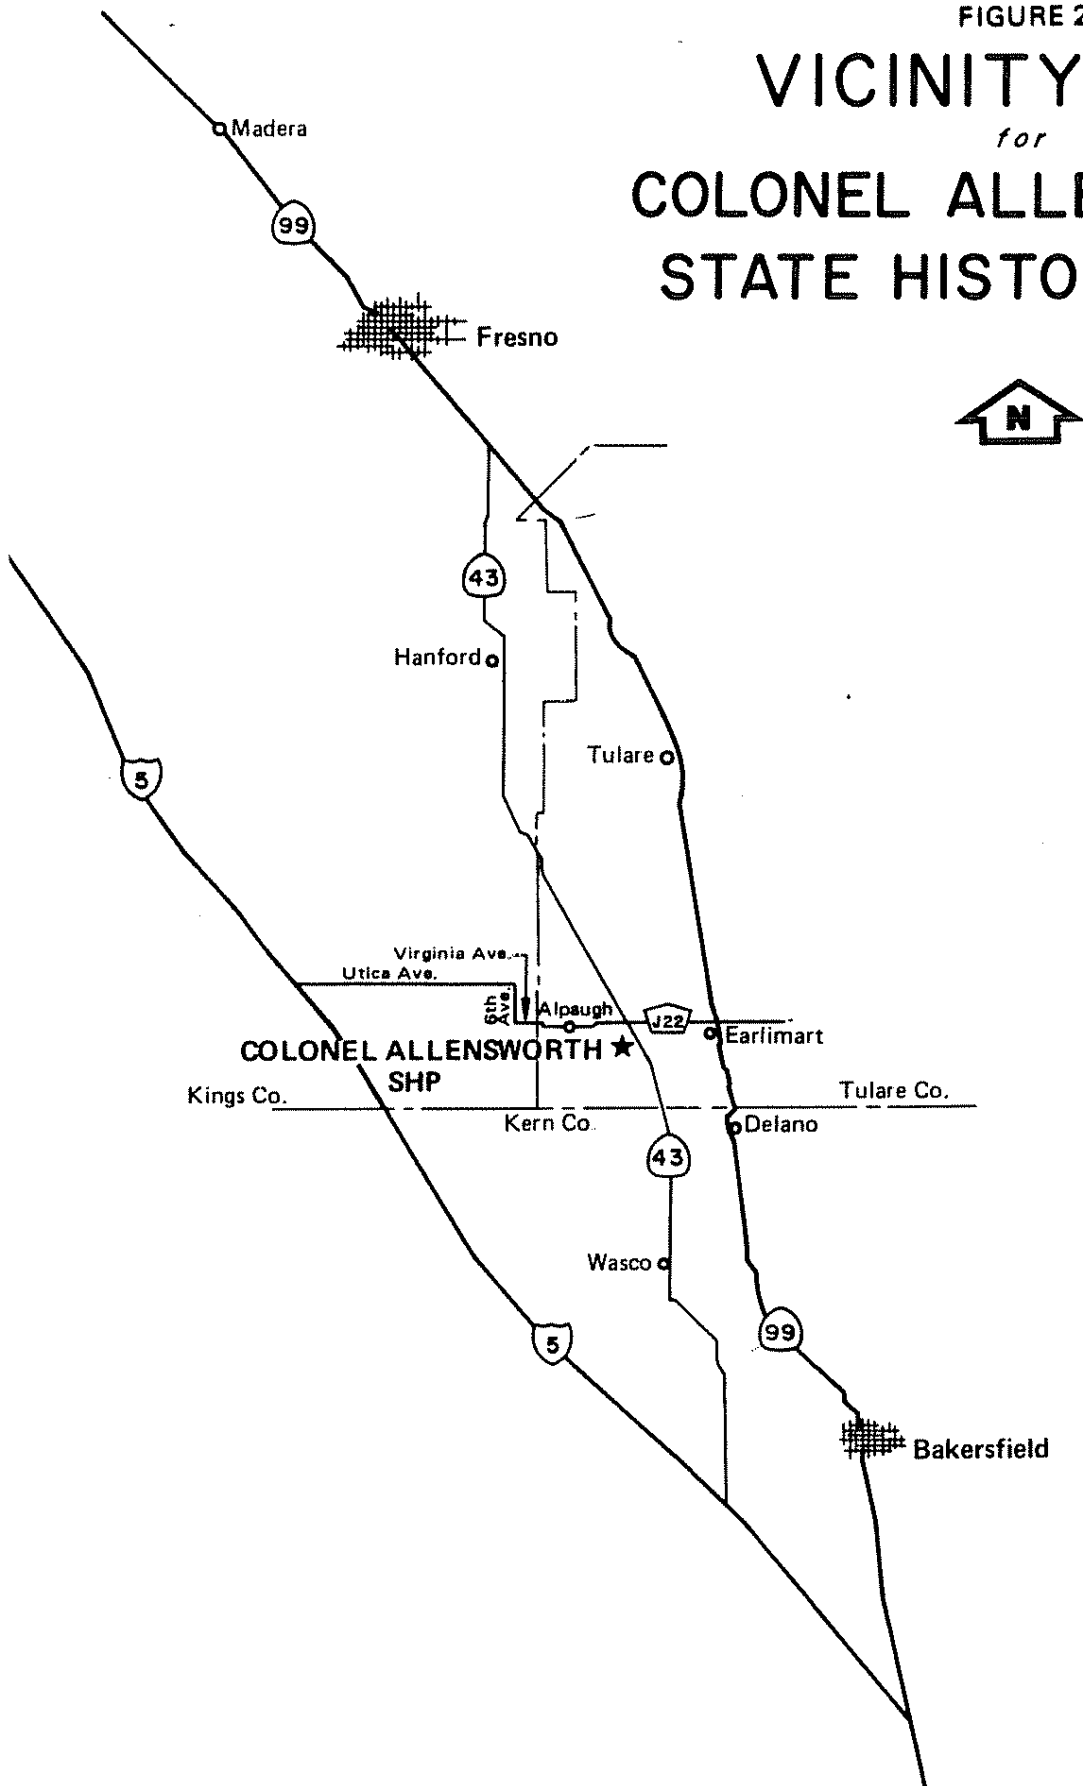 FIGURE 2
VICINITY
for
COLONEL ALLE
STATE HISTO
Madera
99
Fresno
N
43
Hanford
Tulare
5
Virginia Ave.
Utica Ave.
6th
Ave.
Alpaugh
J22
Earlimart
COLONEL ALLENSWORTH
SHP
Kings Co.
Tulare Co.
Kern Co.
Delano
43
Wasco
99
5
Bakersfield